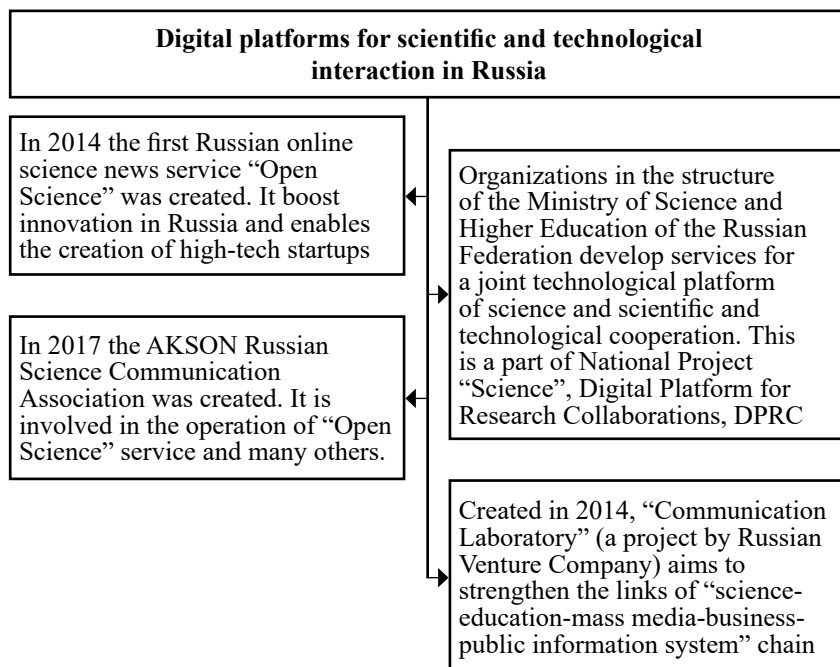 Digital platforms for scientific and technological
interaction in Russia
In 2014 the first Russian online
science news service “Open
Science” was created. It boost
innovation in Russia and enables
the creation of high-tech startups
Organizations in the structure
of the Ministry of Science and
Higher Education of the Russian
Federation develop services for
a joint technological platform
of science and scientific and
technological cooperation. This
is a part of National Project
“Science”, Digital Platform for
Research Collaborations, DPRC
In 2017 the AKSON Russian
Science Communication
Association was created. It is
involved in the operation of “Open
Science” service and many others.
Created in 2014, “Communication
Laboratory” (a project by Russian
Venture Company) aims to
strengthen the links of “science-
education-mass media-business-
public information system” chain